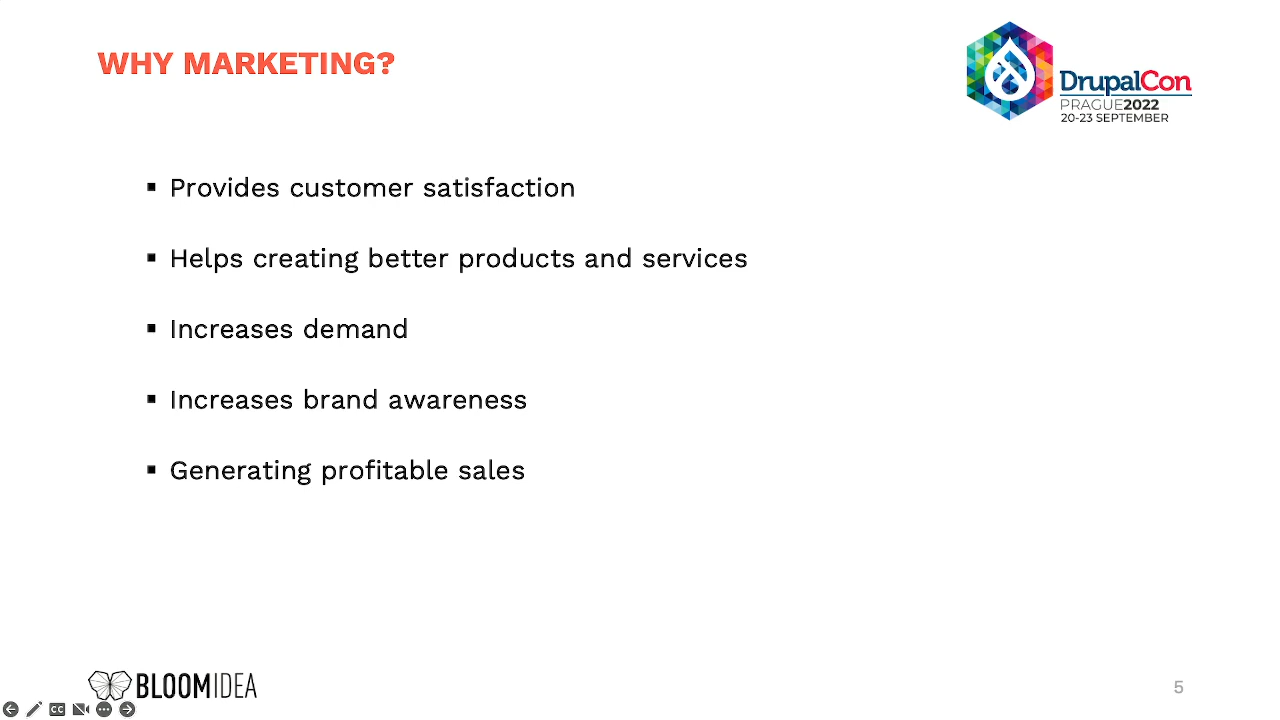 WHY MARKETING?
DrupalCon
PRAGUE2022
20-23 SEPTEMBER
▪ Provides customer satisfaction
▪ Helps creating better products and services
▪ Increases demand
▪ Increases brand awareness
▪ Generating profitable sales
BLOOMIDEA
5
CC